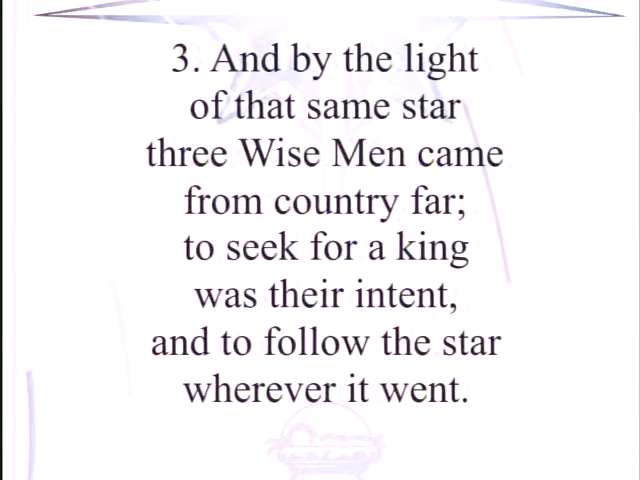 3. And by the light
of that same star
three Wise Men came
from country far;
to seek for a king
was their intent,
and to follow the star
wherever it went.